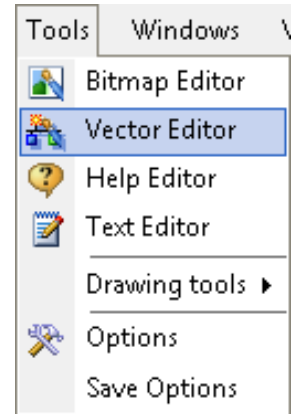 Tools Windows
Bitmap Editor
Vector Editor
Help Editor
Text Editor
Drawing tools
Options
Save Options